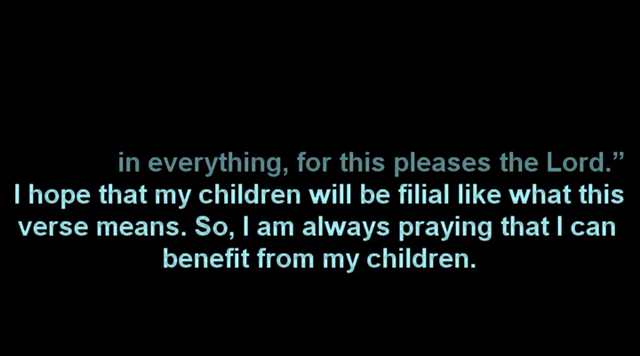 in everything, for this pleases the Lord.”
I hope that my children will be filial like what this
verse means. So, I am always praying that I can
benefit from my children.